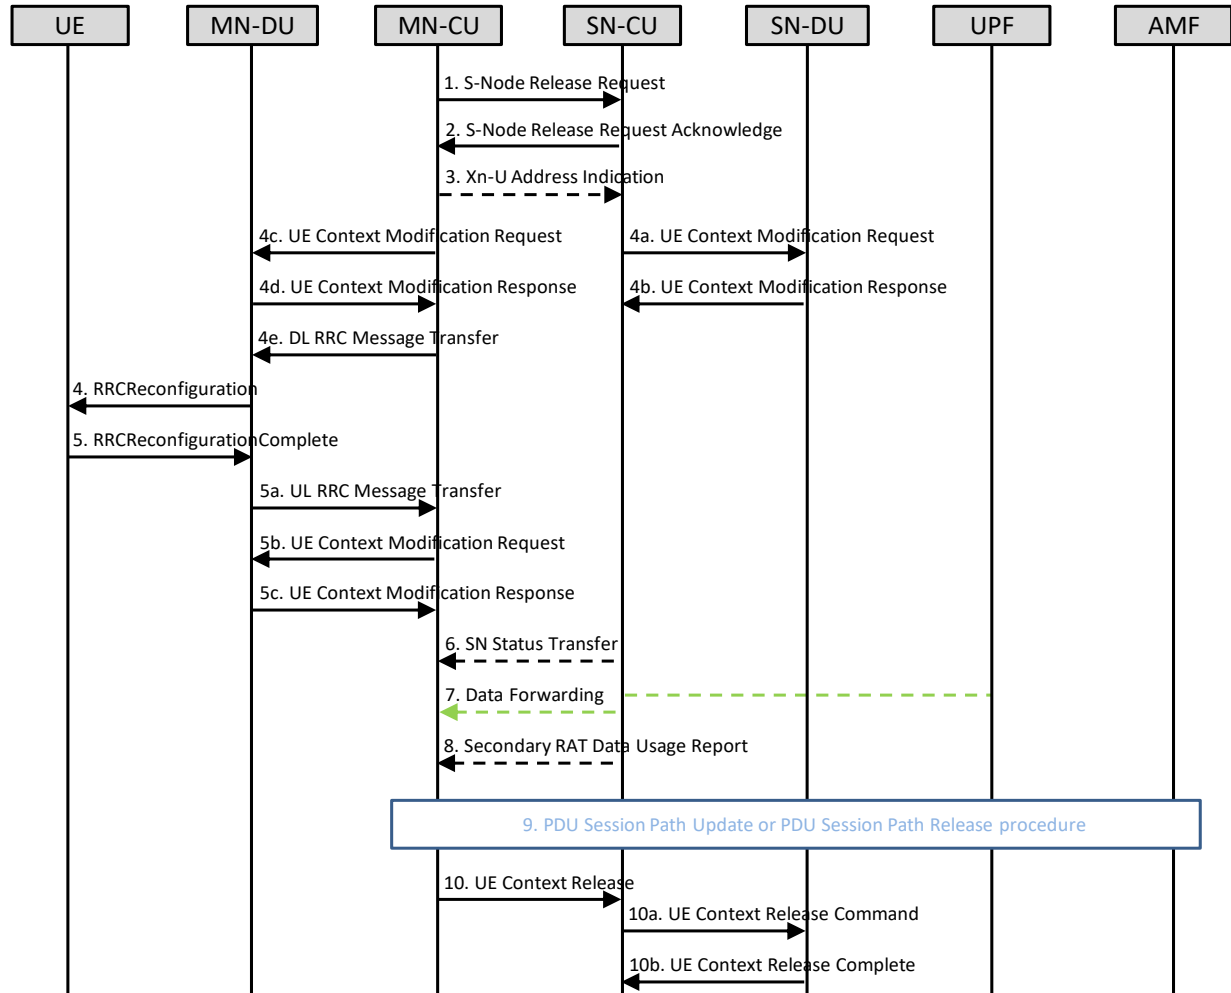 UE
MN-DU
MN-CU
SN-CU
SN-DU
UPF
AMF
1. S-Node Release Request
2. S-Node Release Request Acknowledge
3. Xn-U Address Indication
4c. UE Context Modification Request
4a. UE Context Modification Request
4d. UE Context Modification Response
4b. UE Context Modification Response
4e. DL RRC Message Transfer
4. RRCReconfiguration
5. RRCReconfigurationComplete
5a. UL RRC Message Transfer
5b. UE Context Modification Request
5c. UE Context Modification Response
6. SN Status Transfer
7. Data Forwarding
8. Secondary RAT Data Usage Report
9. PDU Session Path Update or PDU Session Path Release procedure
10. UE Context Release
10a. UE Context Release Command
10b. UE Context Release Complete